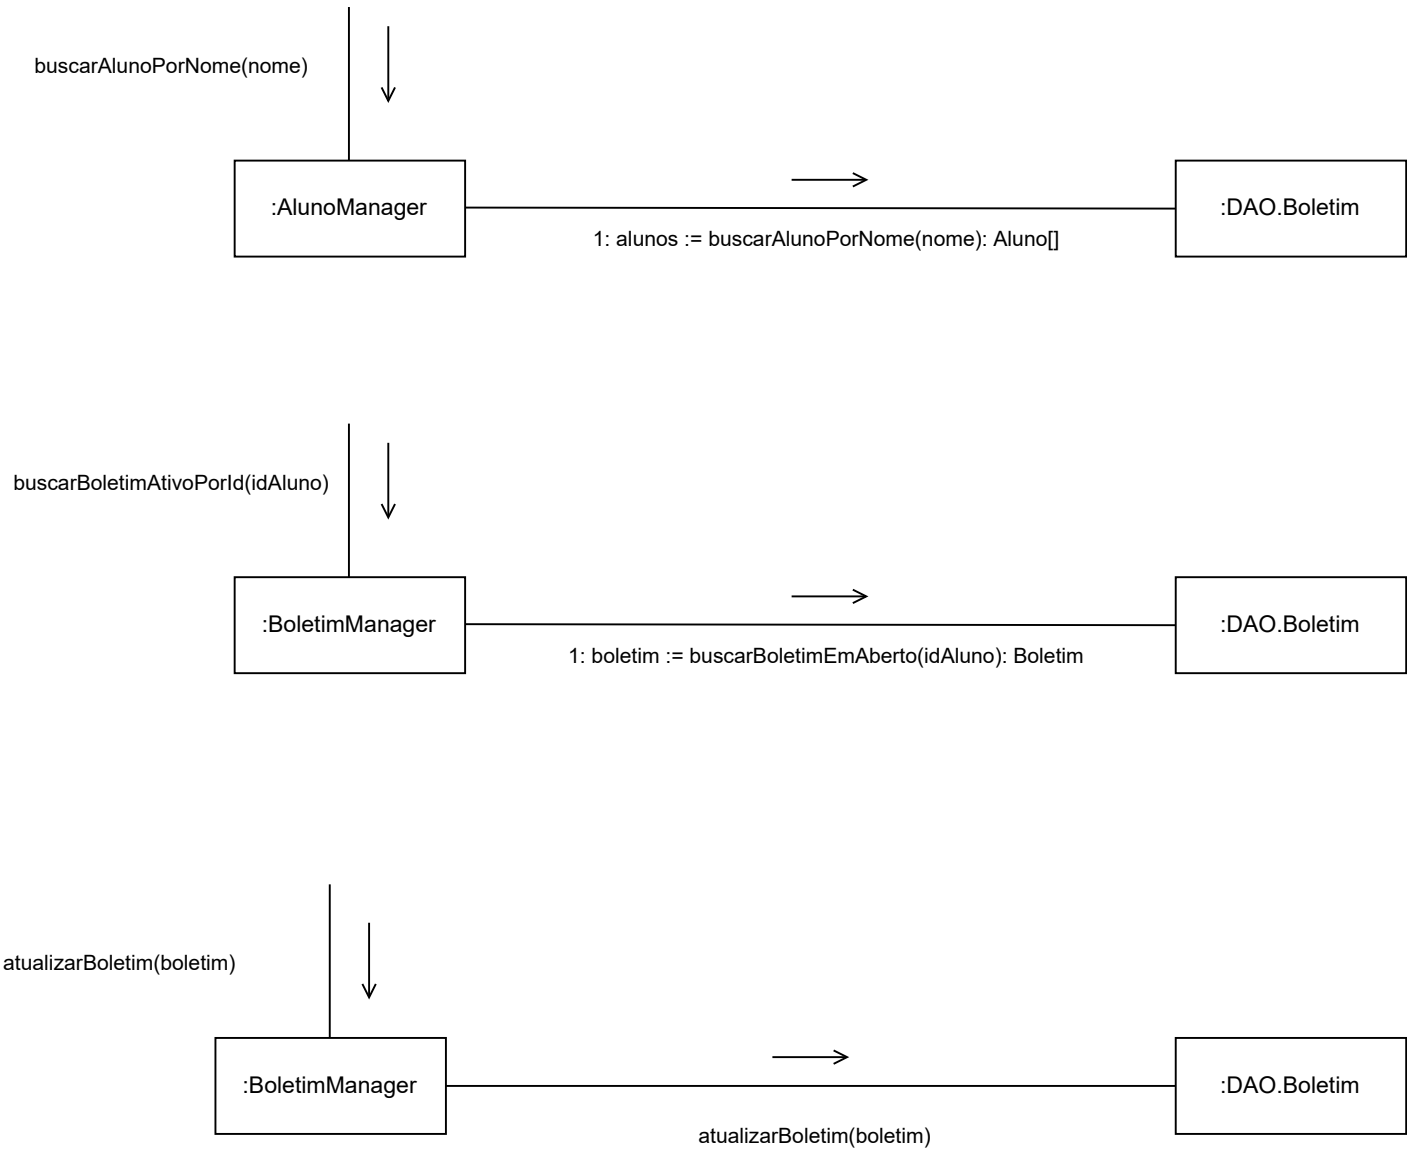 buscarAlunoPorNome(nome)
:AlunoManager
:DAO.Boletim
1: alunos := buscarAlunoPorNome(nome): Aluno[]
buscarBoletimAtivoPorId(idAluno)
:BoletimManager
:DAO.Boletim
1: boletim := buscarBoletimEmAberto(idAluno): Boletim
atualizarBoletim(boletim)
:BoletimManager
:DAO.Boletim
atualizarBoletim(boletim)